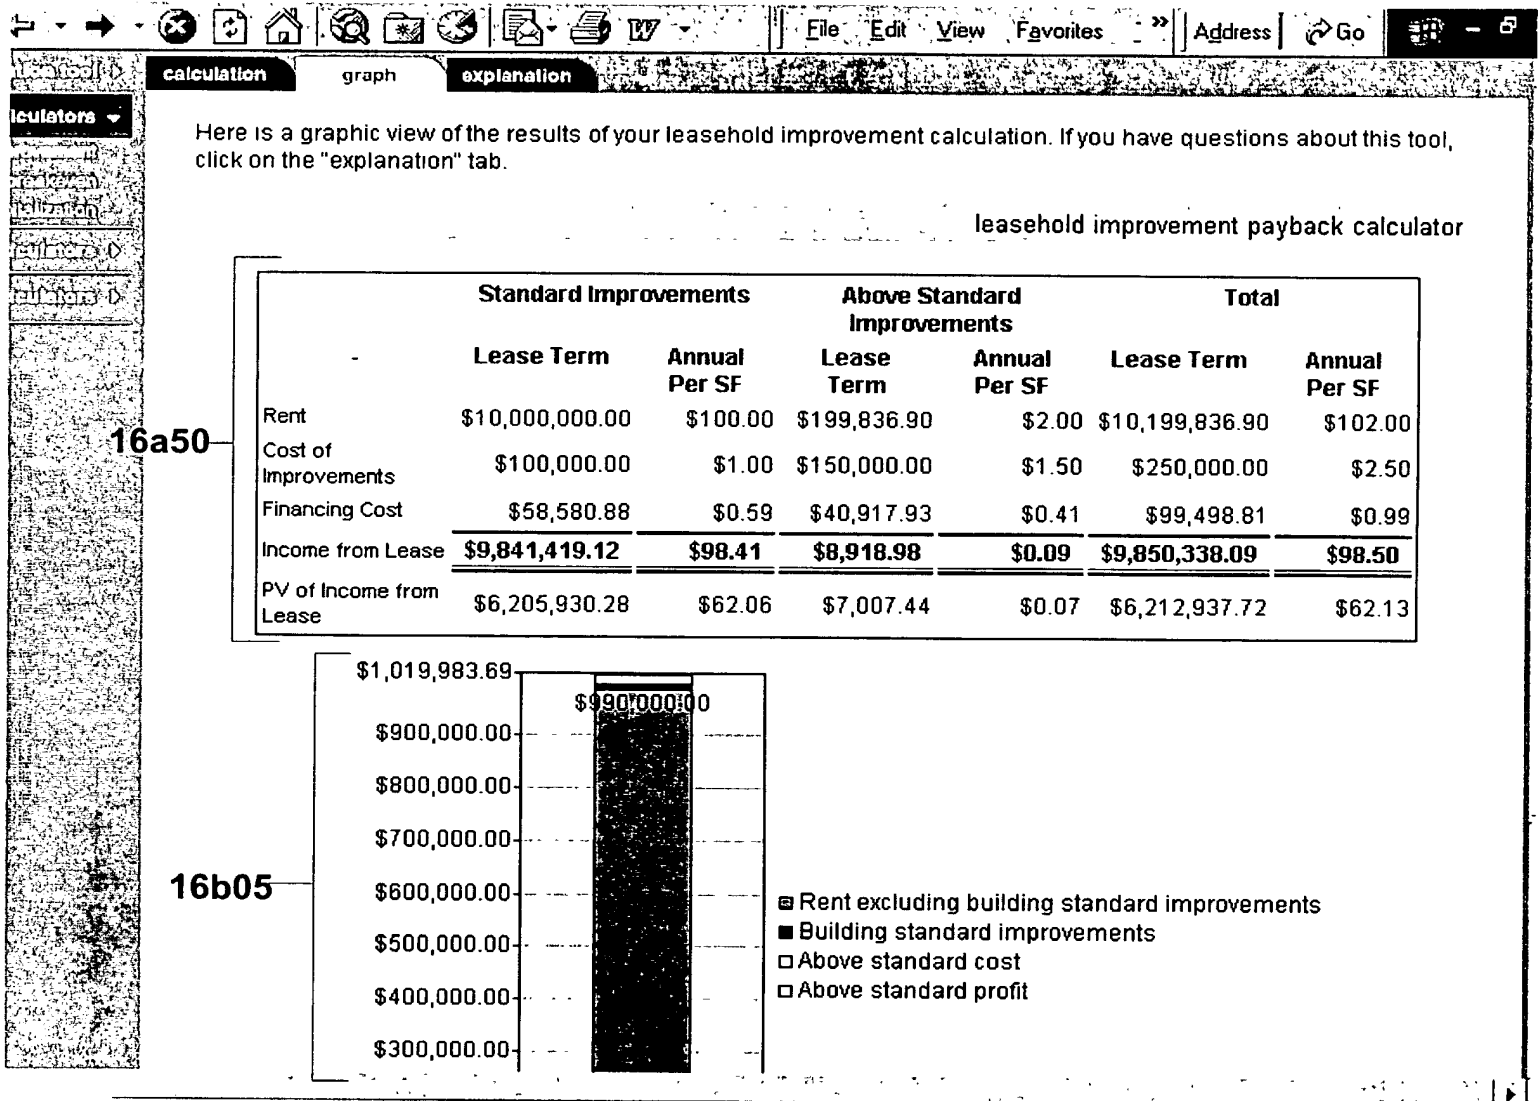 File Edit View Favorites » Address Go
calculation graph explanation
Here is a graphic view of the results of your leasehold improvement calculation. If you have questions about this tool,
click on the "explanation" tab.
leasehold improvement payback calculator
Standard Improvements Above Standard Total
Improvements
Lease Term Annual Lease Annual Lease Term Annual
Per SF Term Per SF Per SF
Rent $10,000,000.00 $100.00 $199,836.90 $2.00 $10,199,836.90 $102.00
16a50
Cost of
Improvements $100,000.00 $1.00 $150,000.00 $1.50 $250,000.00 $2.50
Financing Cost $58,580.88 $0.59 $40,917.93 $0.41 $99,498.81 $0.99
Income from Lease $9,841,419.12 $98.41 $8,918.98 $0.09 $9,850,338.09 $98.50
PV of Income from
Lease $6,205,930.28 $62.06 $7,007.44 $0.07 $6,212,937.72 $62.13
$1,019,983.69
$990,000.00
$900,000.00
$800,000.00
$700,000.00
16b05
$600,000.00
$500,000.00
$400,000.00
$300,000.00
Rent excluding building standard improvements
Building standard improvements
Above standard cost
Above standard profit